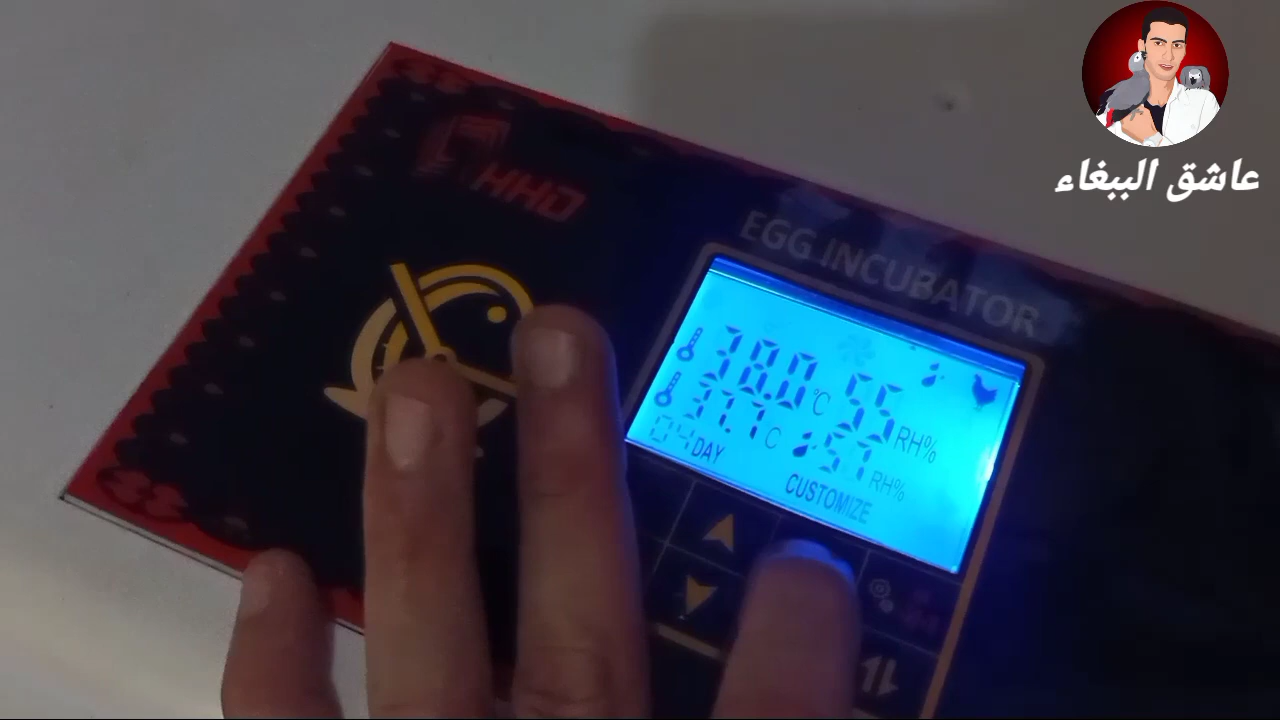 عاشق الببغاء
HHD
EGG INCUBATOR
38.0 °C 55 RH%
37.7 °C 57 RH%
04 DAY
CUSTOMIZE